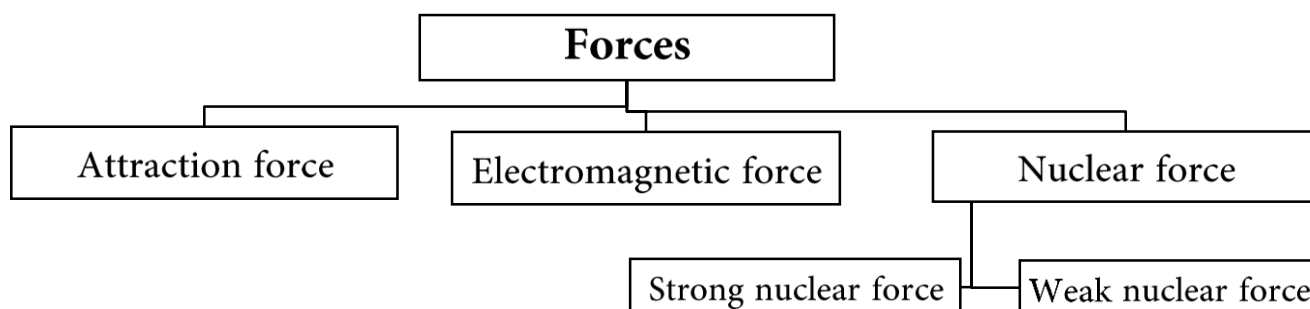 Forces
Attraction force
Electromagnetic force
Nuclear force
Strong nuclear force
Weak nuclear force